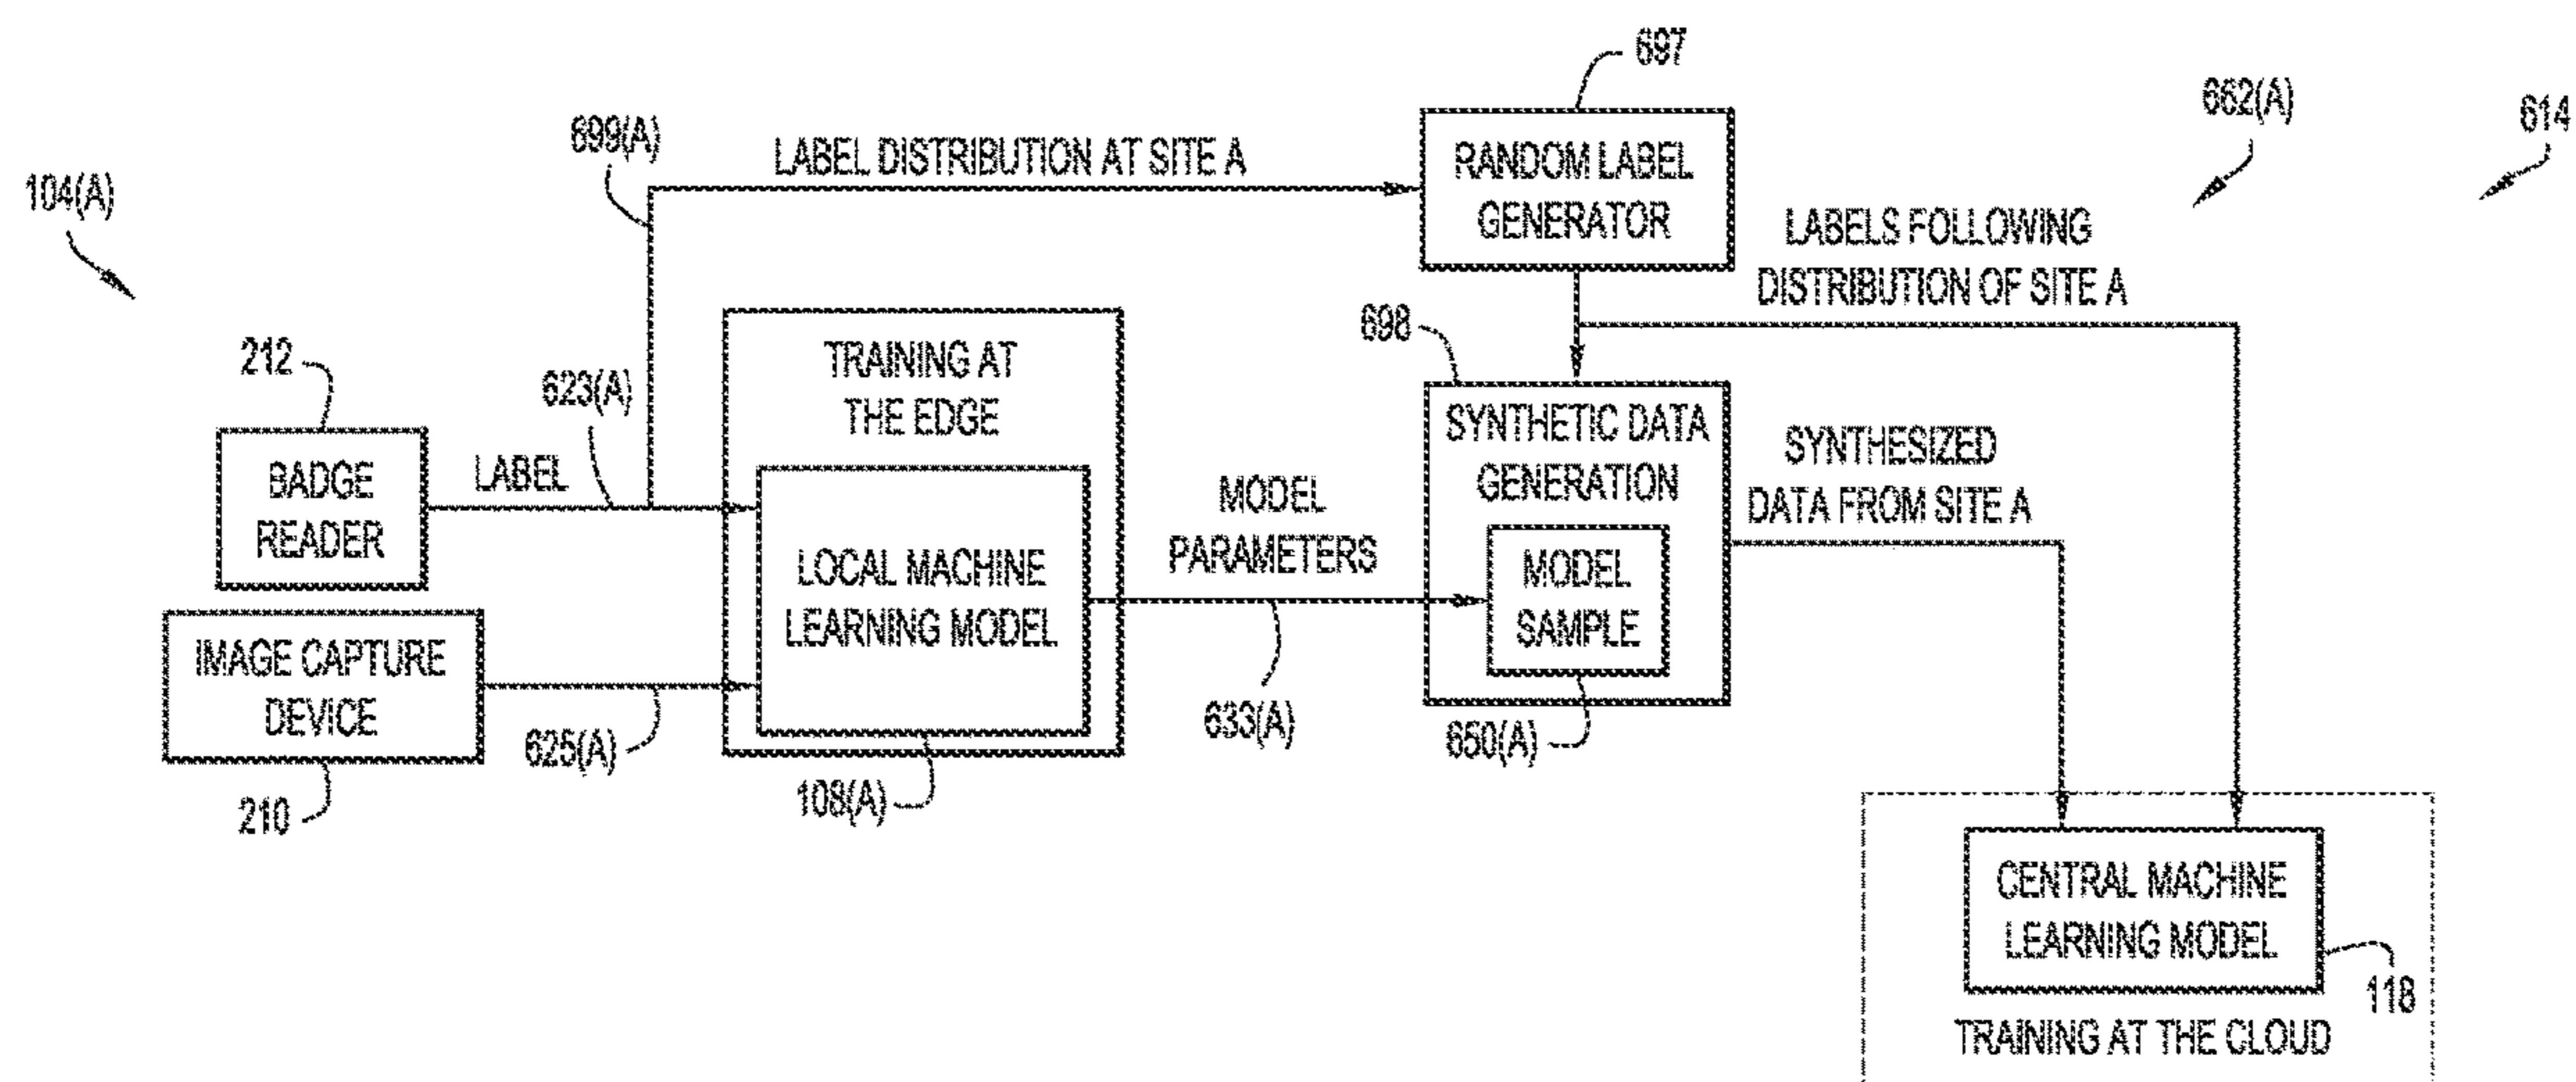 697
662(A)
614
699(A)
LABEL DISTRIBUTION AT SITE A
RANDOM LABEL
GENERATOR
104(A)
LABELS FOLLOWING
DISTRIBUTION OF SITE A
212
623(A)
TRAINING AT
THE EDGE
698
SYNTHETIC DATA
GENERATION
SYNTHESIZED
DATA FROM SITE A
BADGE
READER
LABEL
MODEL
PARAMETERS
LOCAL MACHINE
LEARNING MODEL
MODEL
SAMPLE
IMAGE CAPTURE
DEVICE
625(A)
633(A)
650(A)
210
108(A)
CENTRAL MACHINE
LEARNING MODEL
118
TRAINING AT THE CLOUD